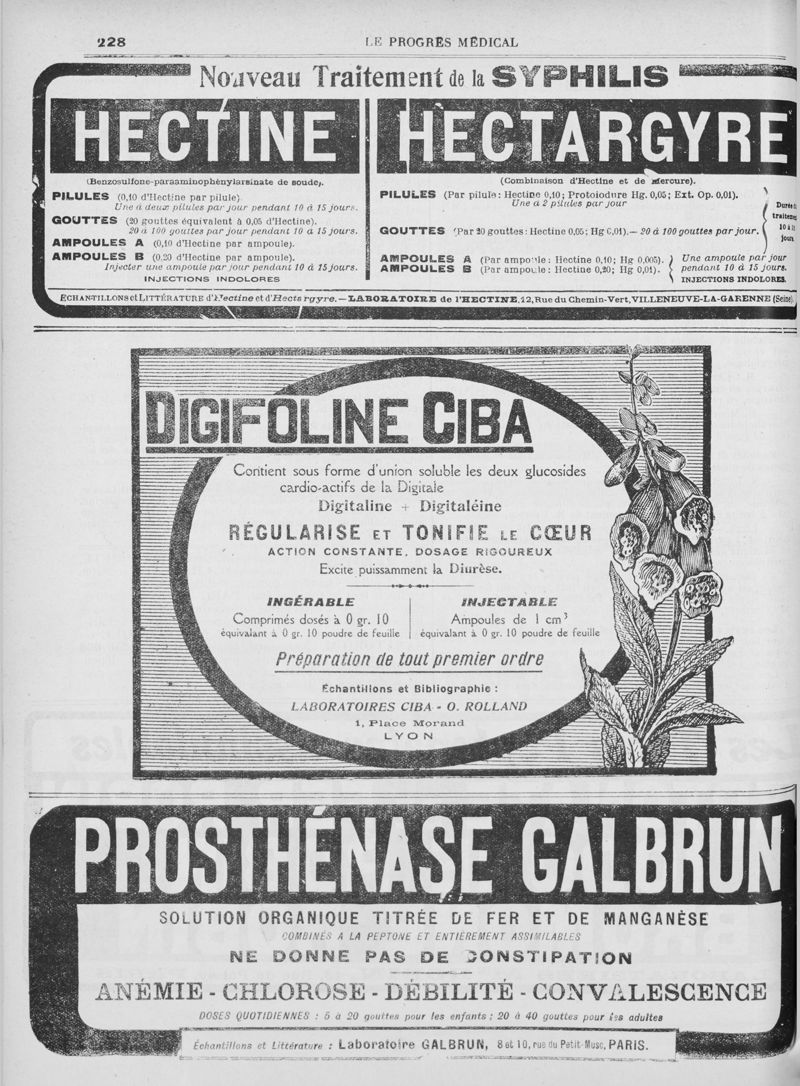 228
LE PROGRÈS MÉDICAL
Nouveau Traitement de la SYPHILIS
HECTINE
(Benzosulfone-paraaminophénylarsinate de soude).
PILULES (0,10 d'Hectine par pilule).
Une à deux pilules par jour pendant 10 à 15 jours.
GOUTTES (20 gouttes équivalent à 0,05 d'Hectine).
20 à 100 gouttes par jour pendant 10 à 15 jours.
AMPOULES A (0,10 d'Hectine par ampoule).
AMPOULES B (0,20 d'Hectine par ampoule).
Injecter une ampoule par jour pendant 10 à 15 jours.
INJECTIONS INDOLORES
HECTARGYRE
(Combinaison d'Hectine et de Mercure).
PILULES (Par pilule: Hectine 0,10; Protoiodure Hg. 0,05; Ext. Op. 0,01).
Une à 2 pilules par jour
GOUTTES (Par 20 gouttes: Hectine 0,05; Hg 0,01).— 20 à 100 gouttes par jour.
Durée
traitem
10 à 1
jours
AMPOULES A (Par ampoule: Hectine 0,10; Hg 0,005).
AMPOULES B (Par ampoule: Hectine 0,20; Hg 0,01).
Une ampoule par jour
pendant 10 à 15 jours.
INJECTIONS INDOLORES.
ECHANTILLONS et LITTÉRATURE d'Hectine et d'Hectargyre.— LABORATOIRE de l'HECTINE, 12, Rue du Chemin-Vert, VILLENEUVE-LA-GARENNE (Seine).
DIGIFOLINE CIBA
Contient sous forme d'union soluble les deux glucosides
cardio-actifs de la Digitale
Digitaline + Digitaléine
RÉGULARISE ET TONIFIE LE CŒUR
ACTION CONSTANTE, DOSAGE RIGOUREUX
Excite puissamment la Diurèse.
INGÉRABLE
Comprimés dosés à 0 gr. 10
équivalant à 0 gr. 10 poudre de feuille
INJECTABLE
Ampoules de 1 cm³
équivalant à 0 gr. 10 poudre de feuille
Préparation de tout premier ordre
Échantillons et Bibliographie :
LABORATOIRES CIBA - O. ROLLAND
1, Place Morand
LYON
PROSTHÉNASE GALBRUN
SOLUTION ORGANIQUE TITRÉE DE FER ET DE MANGANÈSE
COMBINÉS A LA PEPTONE ET ENTIÈREMENT ASSIMILABLES
NE DONNE PAS DE CONSTIPATION
ANÉMIE - CHLOROSE - DÉBILITÉ - CONVALESCENCE
DOSES QUOTIDIENNES : 5 à 20 gouttes pour les enfants ; 20 à 40 gouttes pour les adultes
Échantillons et Littérature : Laboratoire GALBRUN, 8 et 10, rue du Petit-Musc, PARIS.